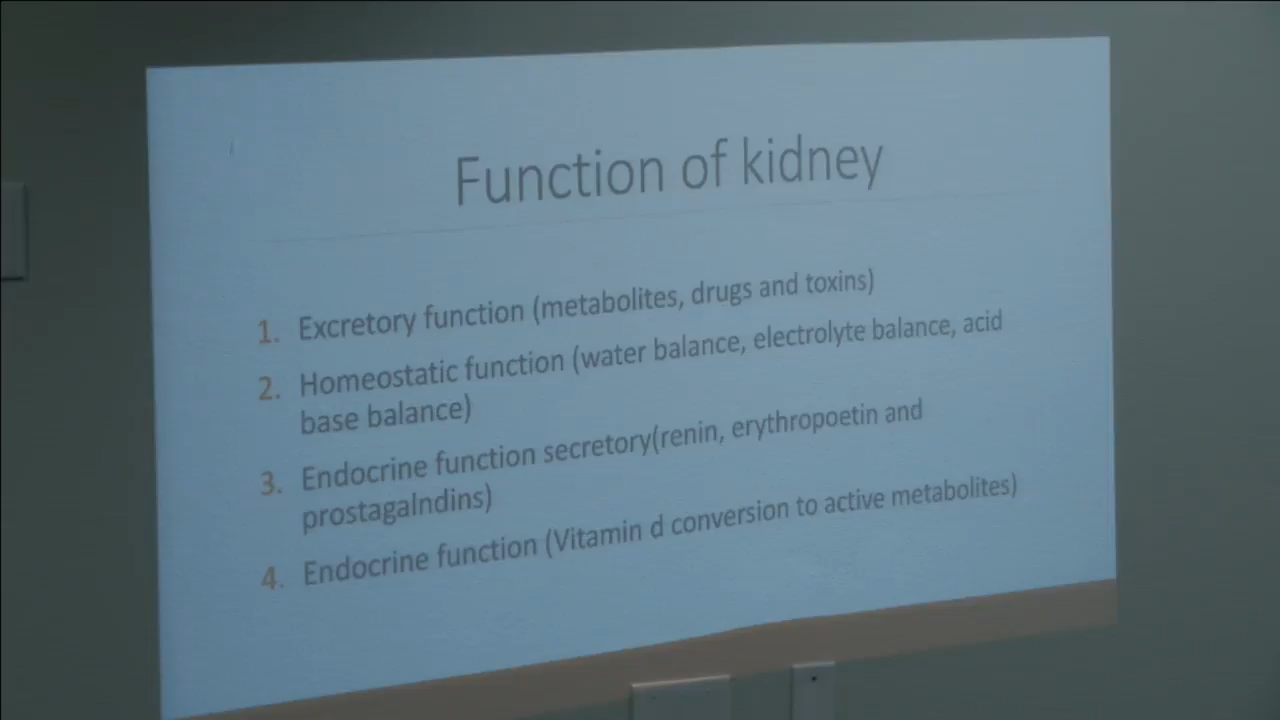 Function of kidney
1. Excretory function (metabolites, drugs and toxins)
2. Homeostatic function (water balance, electrolyte balance, acid
base balance)
3. Endocrine function secretory(renin, erythropoetin and
prostagalndins)
4. Endocrine function (Vitamin d conversion to active metabolites)